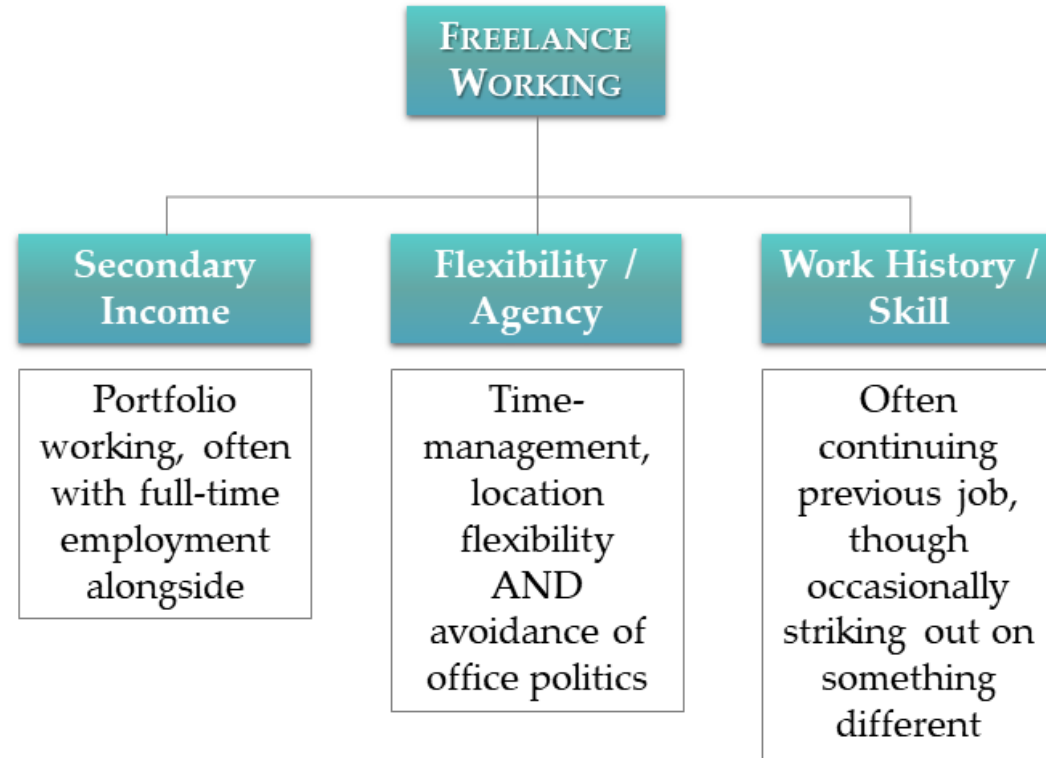 FREELANCE
WORKING
Secondary
Income
Portfolio
working, often
with full-time
employment
alongside
Flexibility /
Agency
Time-
management,
location
flexibility
AND
avoidance of
office politics
Work History /
Skill
Often
continuing
previous job,
though
occasionally
striking out on
something
different